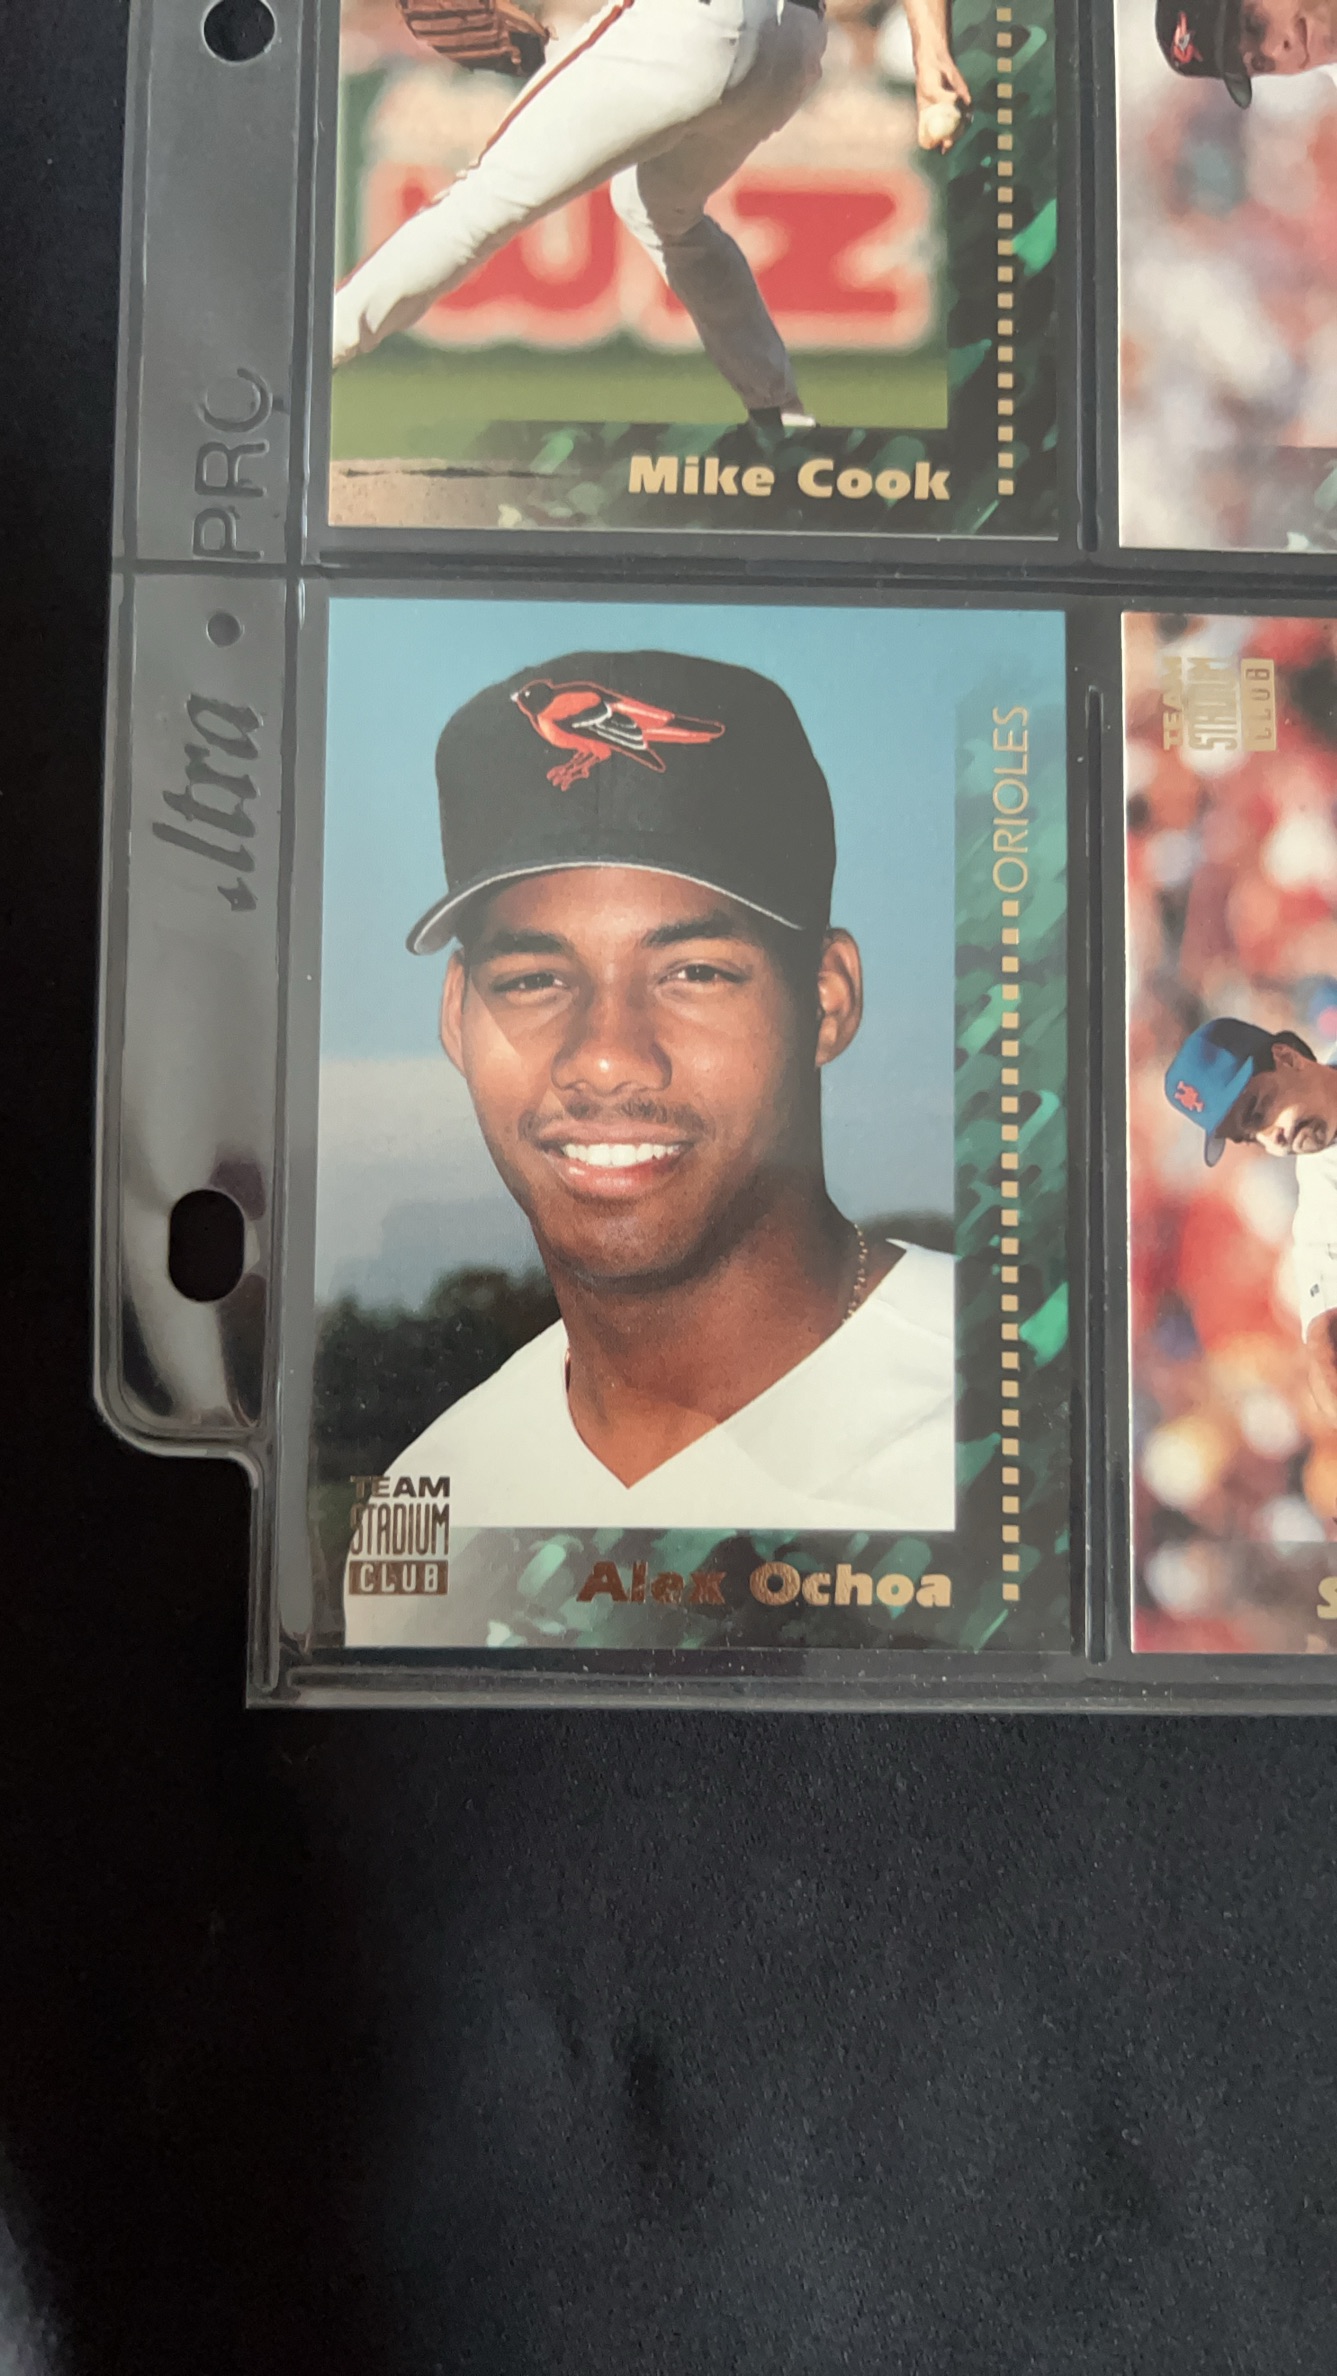 PRO
Mike Cook
ltra
ORIOLES
TEAM
STADIUM
CLUB
Alex Ochoa
TEAM
STADIUM
CLUB